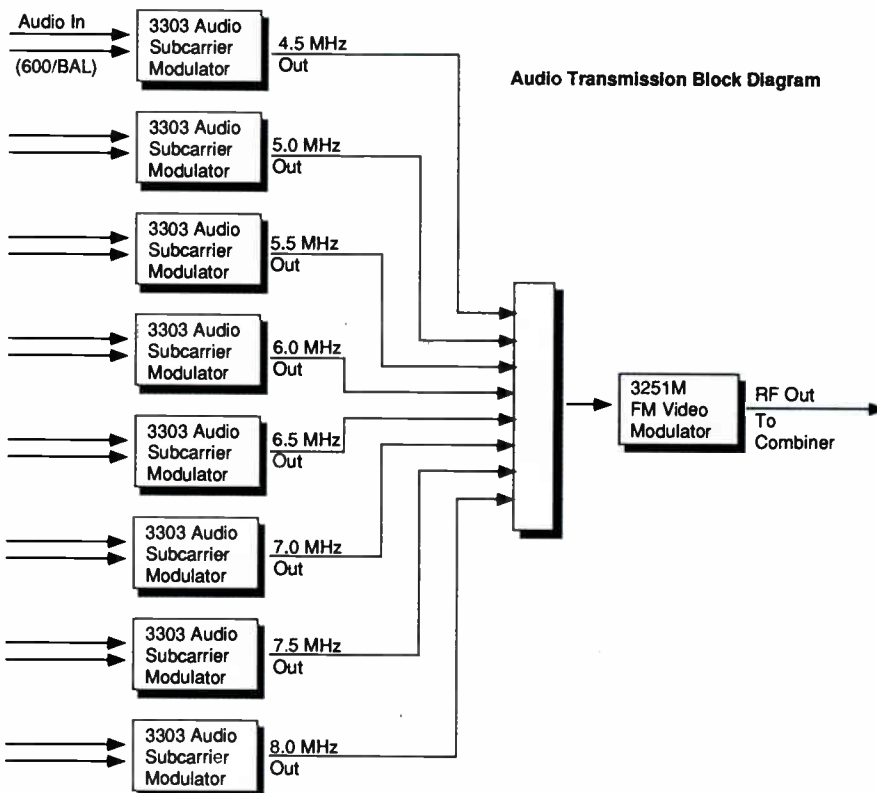 Audio In
(600/BAL)
3303 Audio
Subcarrier
Modulator
4.5 MHz
Out
Audio Transmission Block Diagram
3303 Audio
Subcarrier
Modulator
5.0 MHz
Out
3303 Audio
Subcarrier
Modulator
5.5 MHz
Out
3303 Audio
Subcarrier
Modulator
6.0 MHz
Out
3251M
FM Video
Modulator
RF Out
To
Combiner
3303 Audio
Subcarrier
Modulator
6.5 MHz
Out
3303 Audio
Subcarrier
Modulator
7.0 MHz
Out
3303 Audio
Subcarrier
Modulator
7.5 MHz
Out
3303 Audio
Subcarrier
Modulator
8.0 MHz
Out